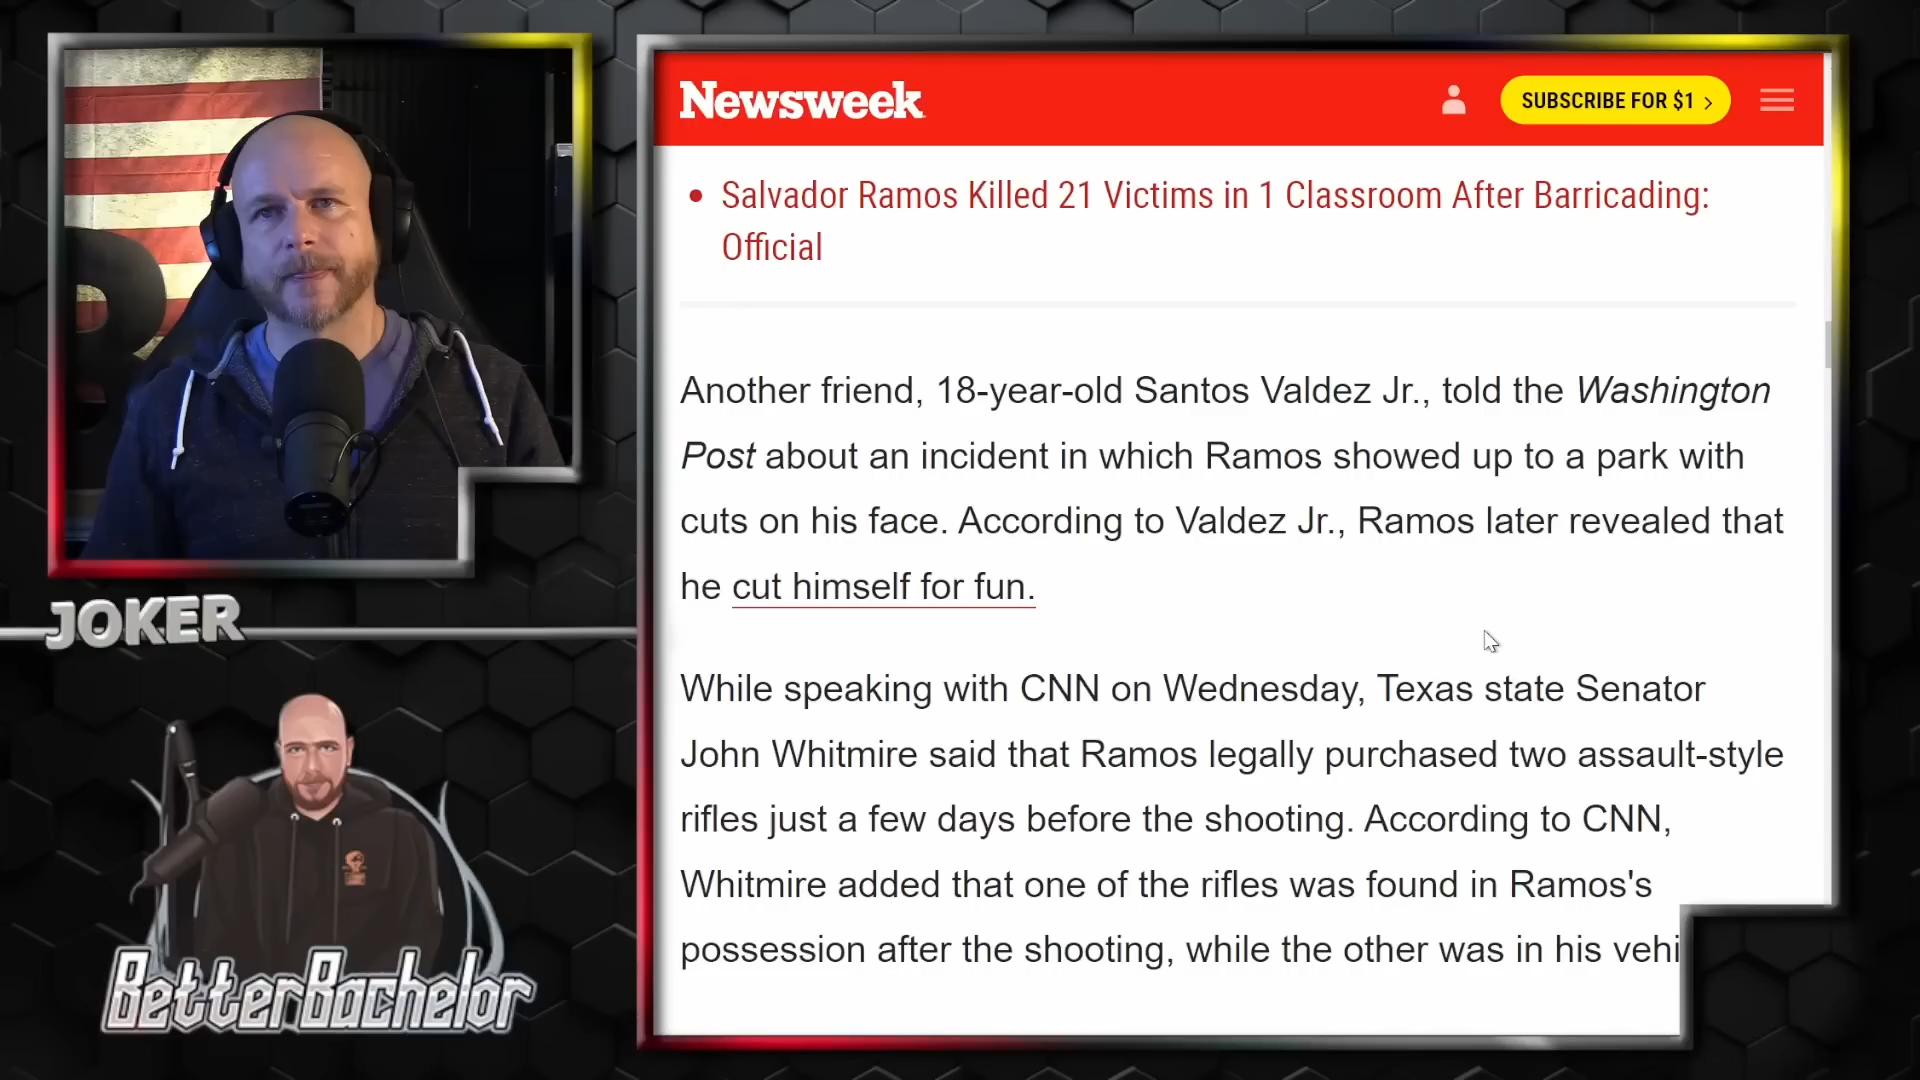 Newsweek
SUBSCRIBE FOR $1 >
• Salvador Ramos Killed 21 Victims in 1 Classroom After Barricading:
Official
Another friend, 18-year-old Santos Valdez Jr., told the Washington
Post about an incident in which Ramos showed up to a park with
cuts on his face. According to Valdez Jr., Ramos later revealed that
he cut himself for fun.
While speaking with CNN on Wednesday, Texas state Senator
John Whitmire said that Ramos legally purchased two assault-style
rifles just a few days before the shooting. According to CNN,
Whitmire added that one of the rifles was found in Ramos's
possession after the shooting, while the other was in his vehi
JOKER
BetterBachelor